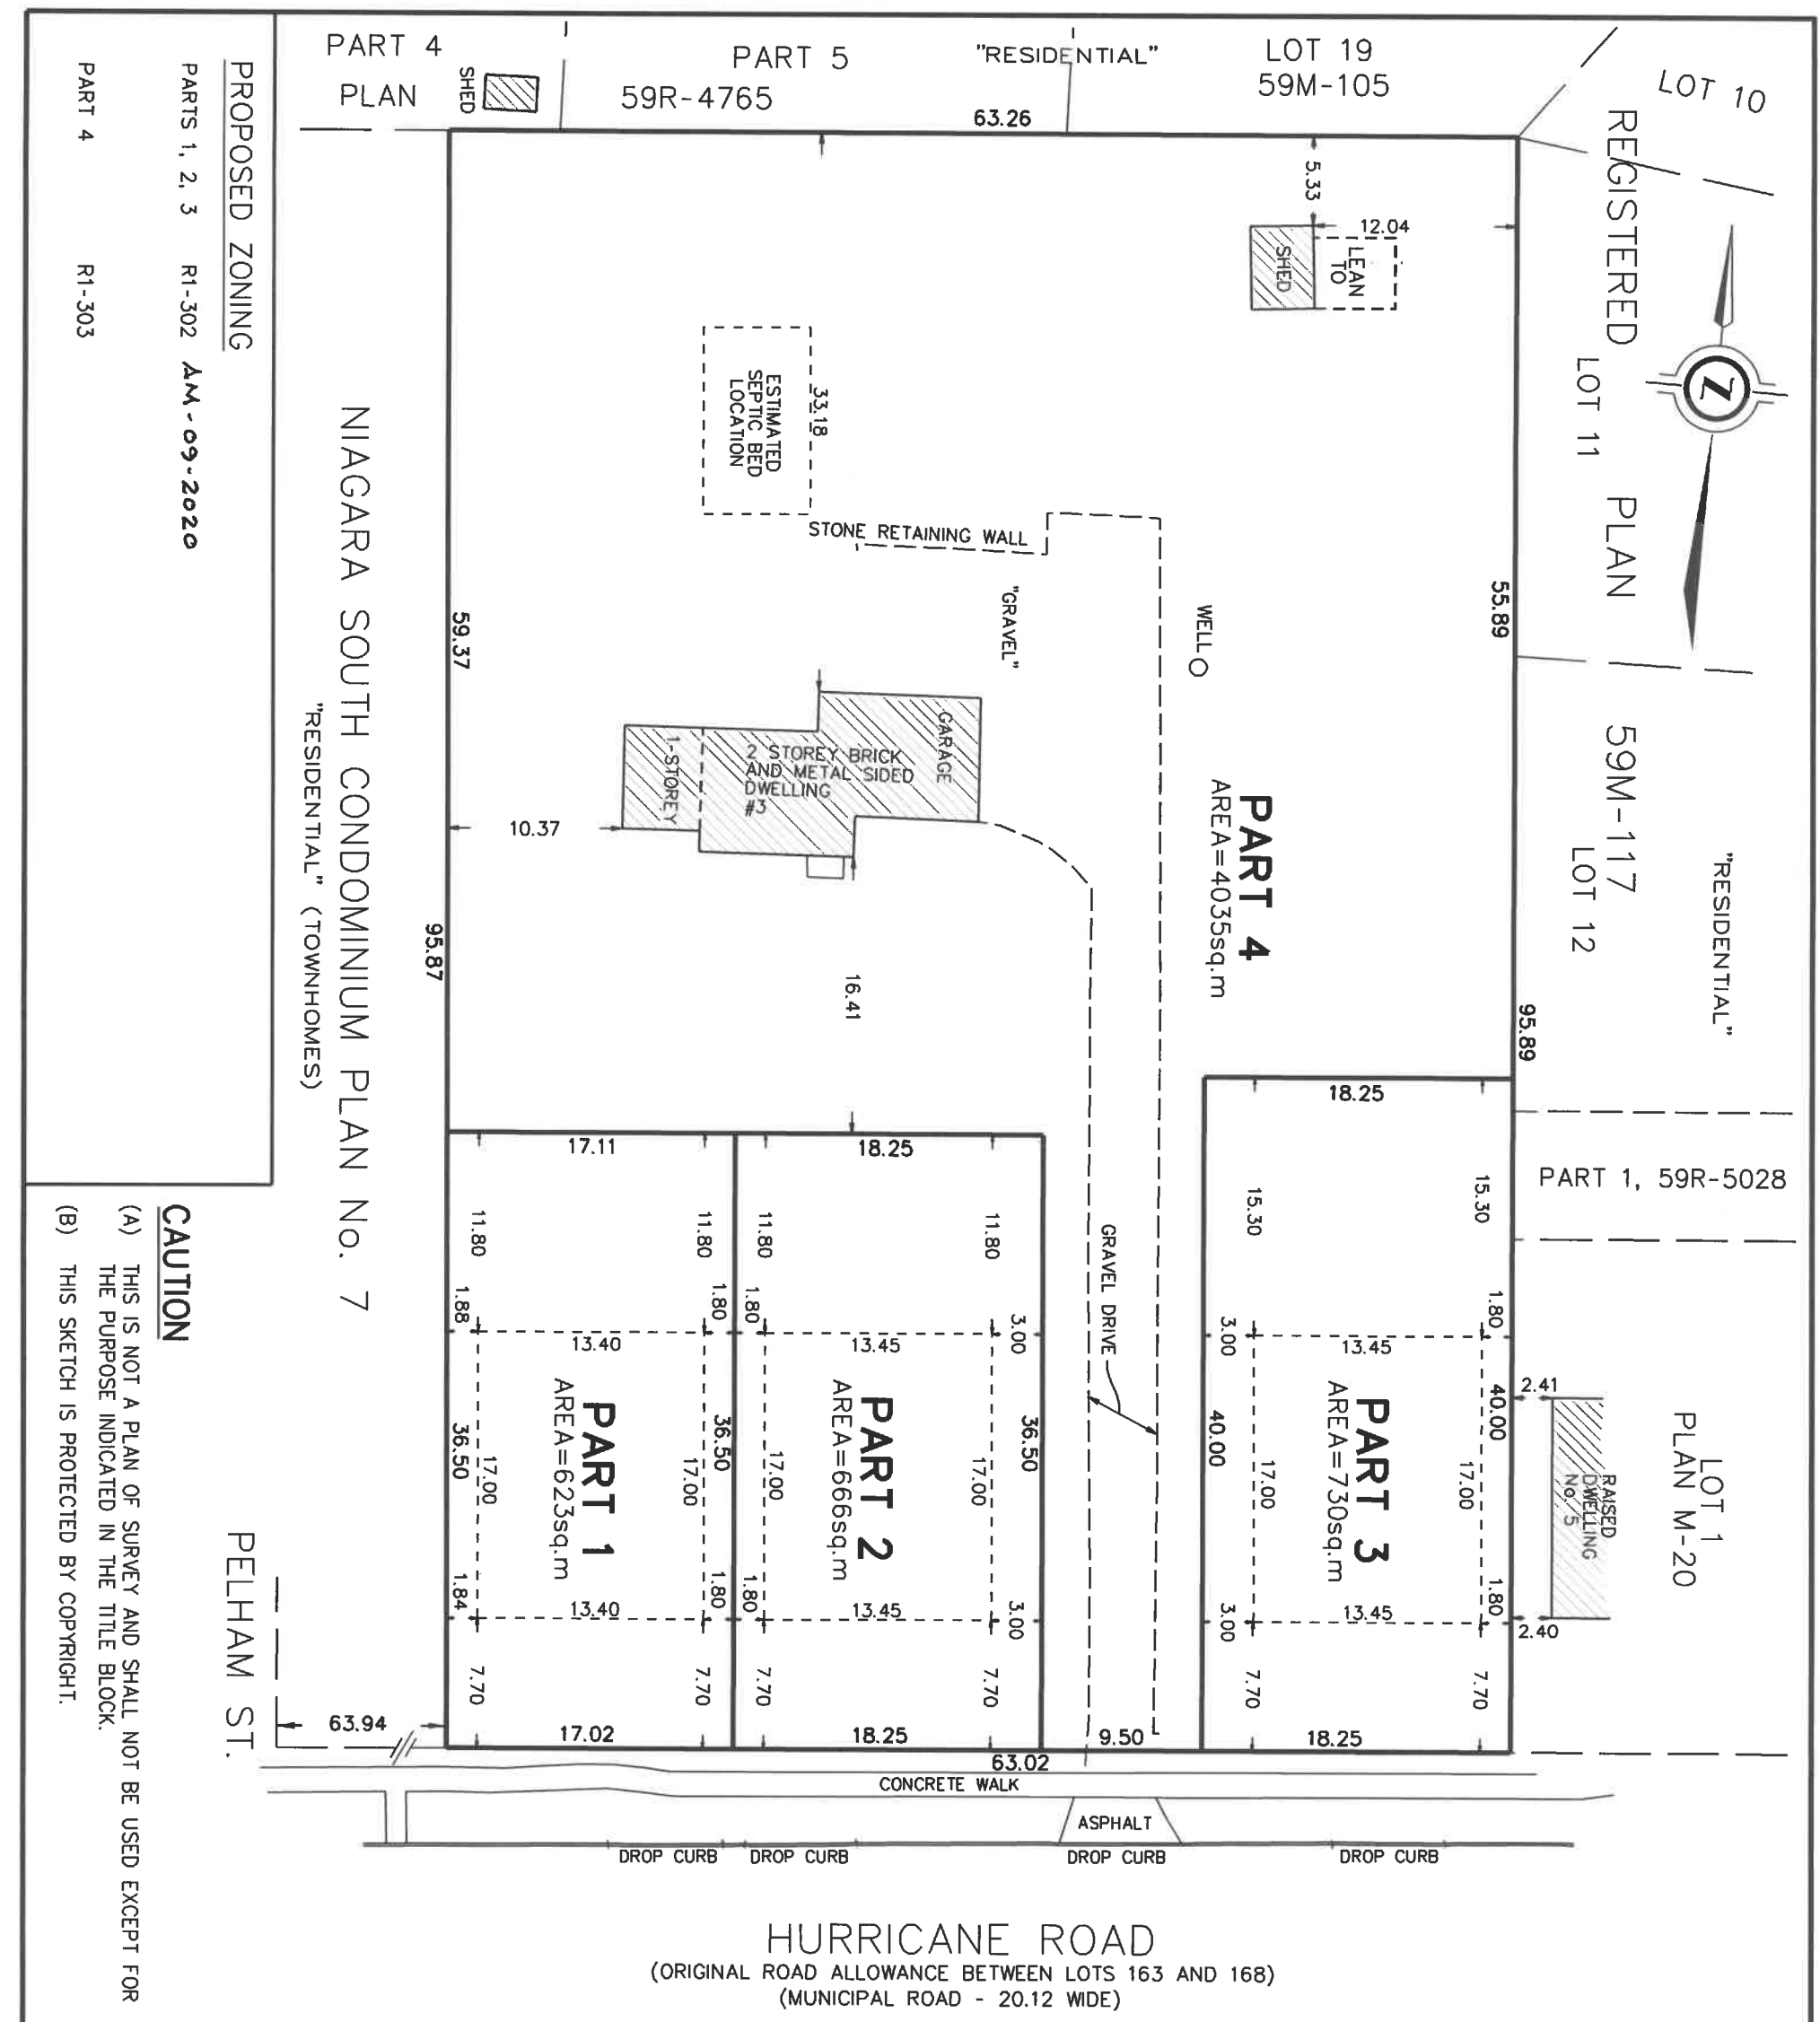 PART 4
PLAN
SHED
PART 5
59R-4765
"RESIDENTIAL"
LOT 19
59M-105
LOT 10
63.26
REGISTERED PLAN 59M-117
LOT 11
LOT 12
"RESIDENTIAL"
N
5.33
12.04
LEAN
TO
SHED
33.18
ESTIMATED
SEPTIC BED
LOCATION
STONE RETAINING WALL
"GRAVEL"
WELL
55.89
59.37
GARAGE
2 STOREY BRICK
AND METAL SIDED
DWELLING
#3
1-STOREY
10.37
PART 4
AREA=4035sq.m
16.41
95.87
95.89
NIAGARA SOUTH CONDOMINIUM PLAN No. 7
"RESIDENTIAL" (TOWNHOMES)
PROPOSED ZONING
PARTS 1, 2, 3 R1-302 AM-09-2020
PART 4 R1-303
17.11
18.25
18.25
PART 1, 59R-5028
11.80
11.80
11.80
11.80
15.30
15.30
1.88
1.80
1.80
3.00
3.00
1.80
13.40
13.45
13.45
PART 1
AREA=623sq.m
PART 2
AREA=666sq.m
PART 3
AREA=730sq.m
GRAVEL DRIVE
36.50
17.00
17.00
36.50
17.00
17.00
36.50
40.00
17.00
17.00
40.00
2.41
RAISED
DWELLING
No. 5
2.40
LOT 1
PLAN M-20
1.84
13.40
1.80
1.80
13.45
3.00
3.00
13.45
1.80
7.70
7.70
7.70
7.70
7.70
7.70
63.94
17.02
18.25
9.50
18.25
63.02
PELHAM ST.
CONCRETE WALK
ASPHALT
DROP CURB
DROP CURB
DROP CURB
DROP CURB
CAUTION
(A) THIS IS NOT A PLAN OF SURVEY AND SHALL NOT BE USED EXCEPT FOR
THE PURPOSE INDICATED IN THE TITLE BLOCK.
(B) THIS SKETCH IS PROTECTED BY COPYRIGHT.
HURRICANE ROAD
(ORIGINAL ROAD ALLOWANCE BETWEEN LOTS 163 AND 168)
(MUNICIPAL ROAD - 20.12 WIDE)